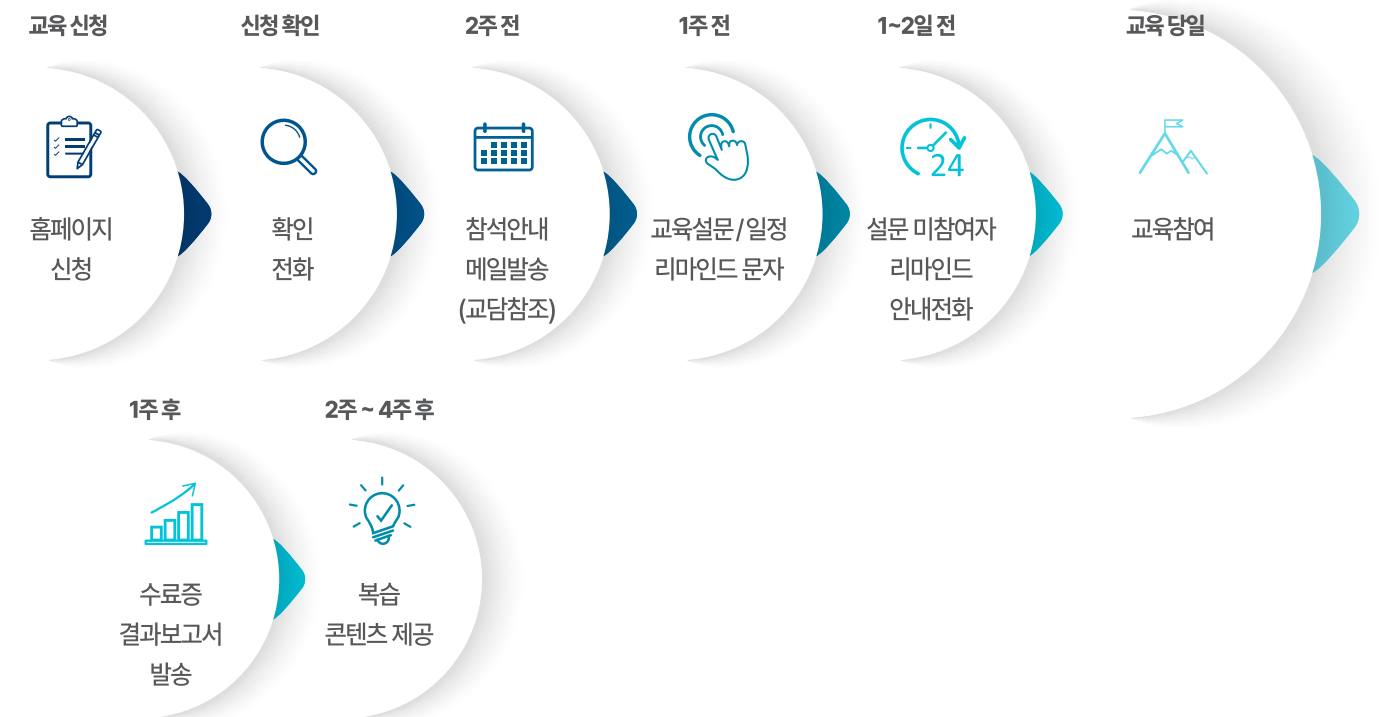 교육 신청
홈페이지
신청
신청 확인
확인
전화
2주 전
참석안내
메일발송
(교담참조)
1주 전
교육설문/일정
리마인드 문자
1~2일 전
24
설문 미참여자
리마인드
안내전화
교육 당일
교육참여
1주 후
수료증
결과보고서
발송
2주 ~ 4주 후
복습
콘텐츠 제공